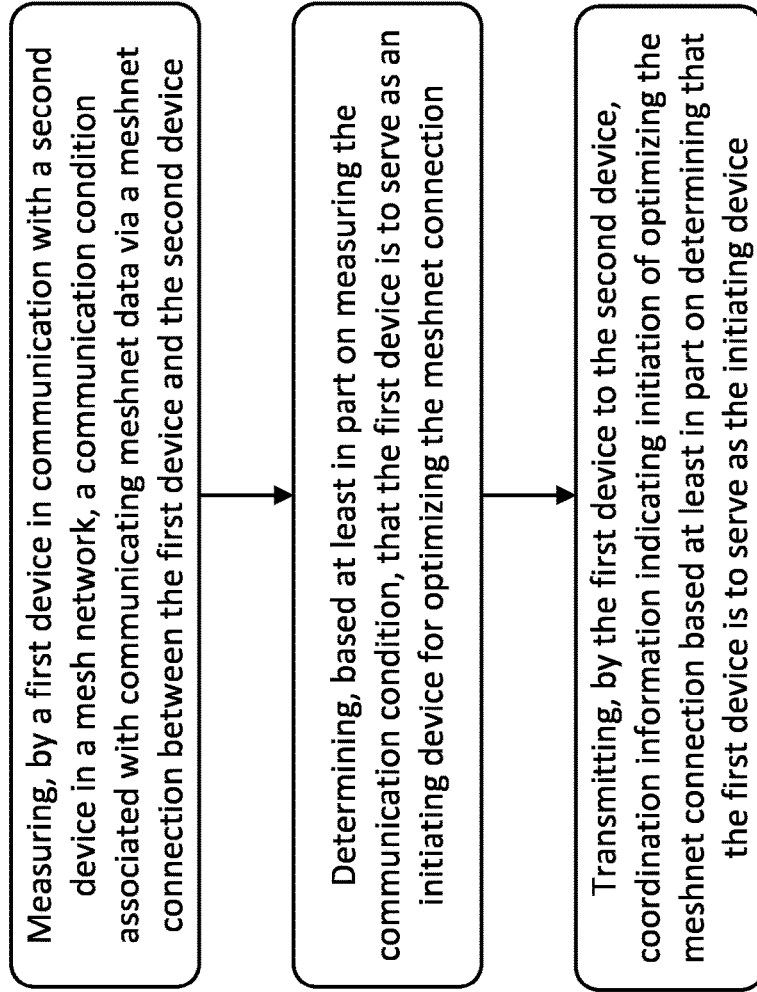 Measuring, by a first device in communication with a second
device in a mesh network, a communication condition
associated with communicating meshnet data via a meshnet
connection between the first device and the second device
Determining, based at least in part on measuring the
communication condition, that the first device is to serve as an
initiating device for optimizing the meshnet connection
Transmitting, by the first device to the second device,
coordination information indicating initiation of optimizing the
meshnet connection based at least in part on determining that
the first device is to serve as the initiating device